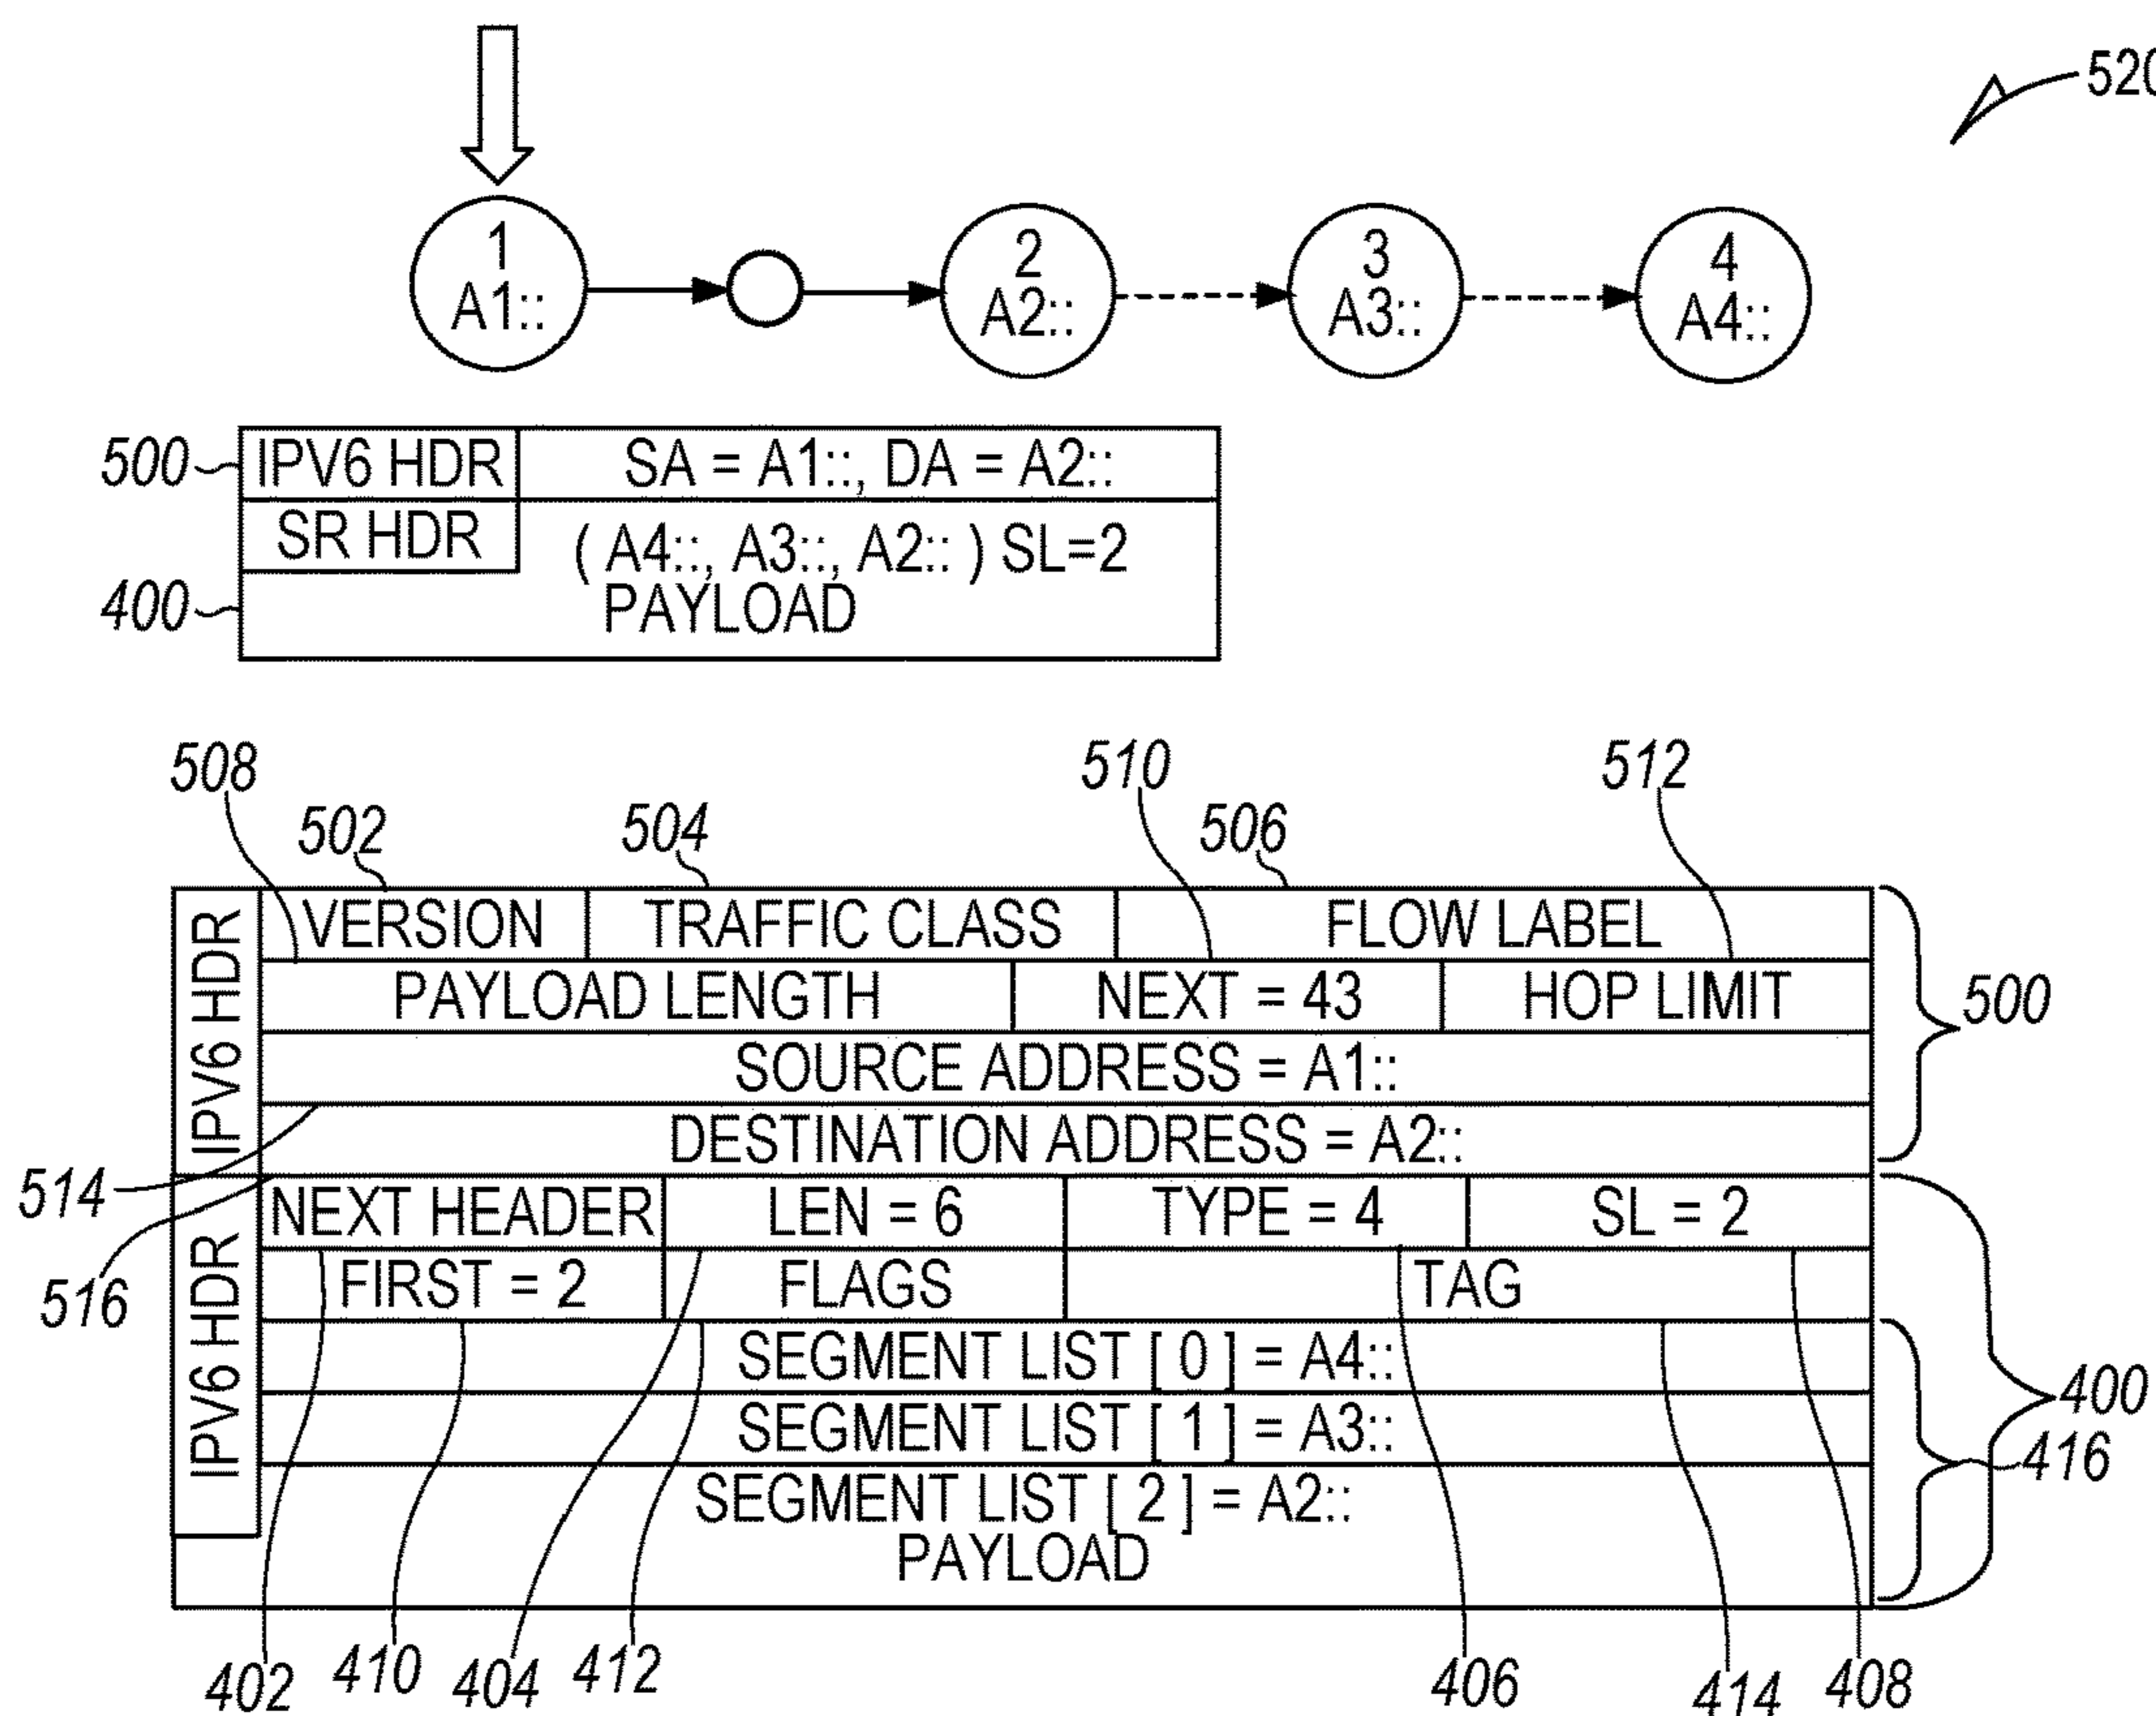 520
1 2 3 4
A1:: A2:: A3:: A4::
500 IPV6 HDR SA = A1::, DA = A2::
SR HDR ( A4::, A3::, A2:: ) SL=2
400 PAYLOAD
508 510 512
502 504 506
VERSION TRAFFIC CLASS FLOW LABEL
PAYLOAD LENGTH NEXT = 43 HOP LIMIT
IPV6 HDR
500
SOURCE ADDRESS = A1::
DESTINATION ADDRESS = A2::
514
NEXT HEADER LEN = 6 TYPE = 4 SL = 2
516 FIRST = 2 FLAGS TAG
IPV6 HDR
SEGMENT LIST [ 0 ] = A4::
400
SEGMENT LIST [ 1 ] = A3::
416
SEGMENT LIST [ 2 ] = A2::
PAYLOAD
402 410 404 412 406 414 408